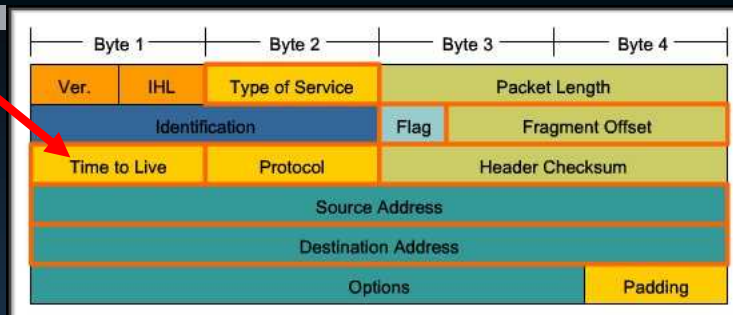 Byte 1 Byte 2 Byte 3 Byte 4
Ver. IHL Type of Service Packet Length
Identification Flag Fragment Offset
Time to Live Protocol Header Checksum
Source Address
Destination Address
Options Padding